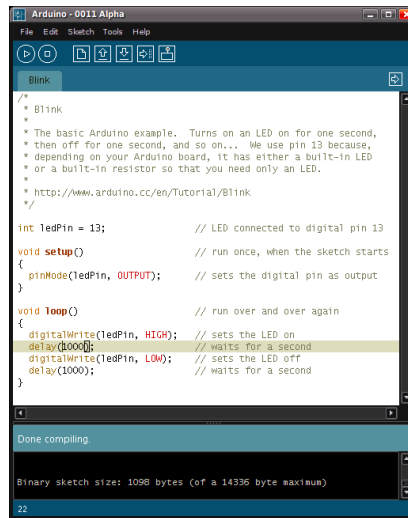 Arduino - 0011 Alpha
File Edit Sketch Tools Help
Blink
/*
 * Blink
 *
 * The basic Arduino example.  Turns on an LED on for one second,
 * then off for one second, and so on...  We use pin 13 because,
 * depending on your Arduino board, it has either a built-in LED
 * or a built-in resistor so that you need only an LED.
 *
 * http://www.arduino.cc/en/Tutorial/Blink
 */
int ledPin = 13;                // LED connected to digital pin 13
void setup()                    // run once, when the sketch starts
{
  pinMode(ledPin, OUTPUT);      // sets the digital pin as output
}
void loop()                     // run over and over again
{
  digitalWrite(ledPin, HIGH);   // sets the LED on
  delay(1000);                  // waits for a second
  digitalWrite(ledPin, LOW);    // sets the LED off
  delay(1000);                  // waits for a second
}
Done compiling.
Binary sketch size: 1098 bytes (of a 14336 byte maximum)
22